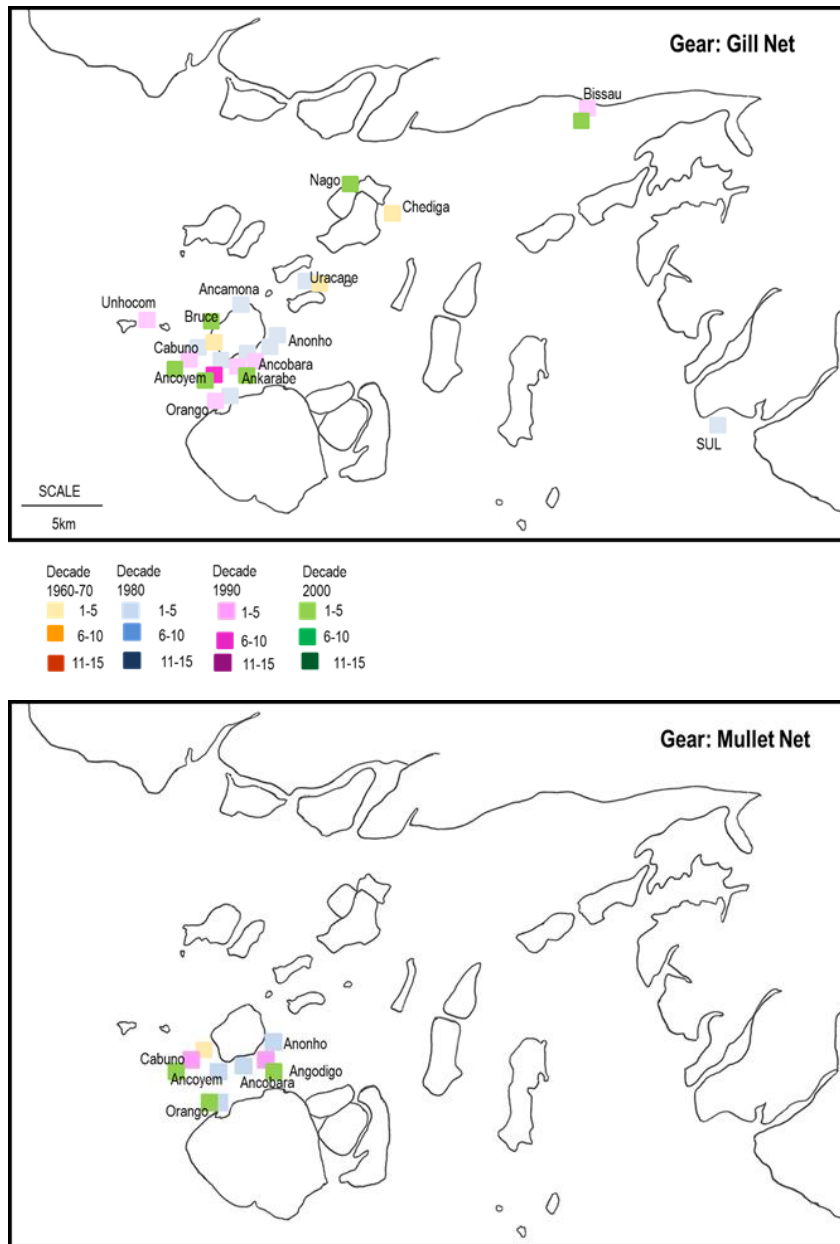 Gear: Gill Net
Bissau
Nago
Chediga
Uracane
Ancamona
Unhocom
Bruce
Anonho
Cabuno
Ancobara
Ancoyem
Ankarabe
Orango
SUL
SCALE
5km
Decade Decade Decade Decade
1960-70 1980 1990 2000
1-5 1-5 1-5 1-5
6-10 6-10 6-10 6-10
11-15 11-15 11-15 11-15
Gear: Mullet Net
Anonho
Cabuno
Angodigo
Ancoyem
Ancobara
Orango